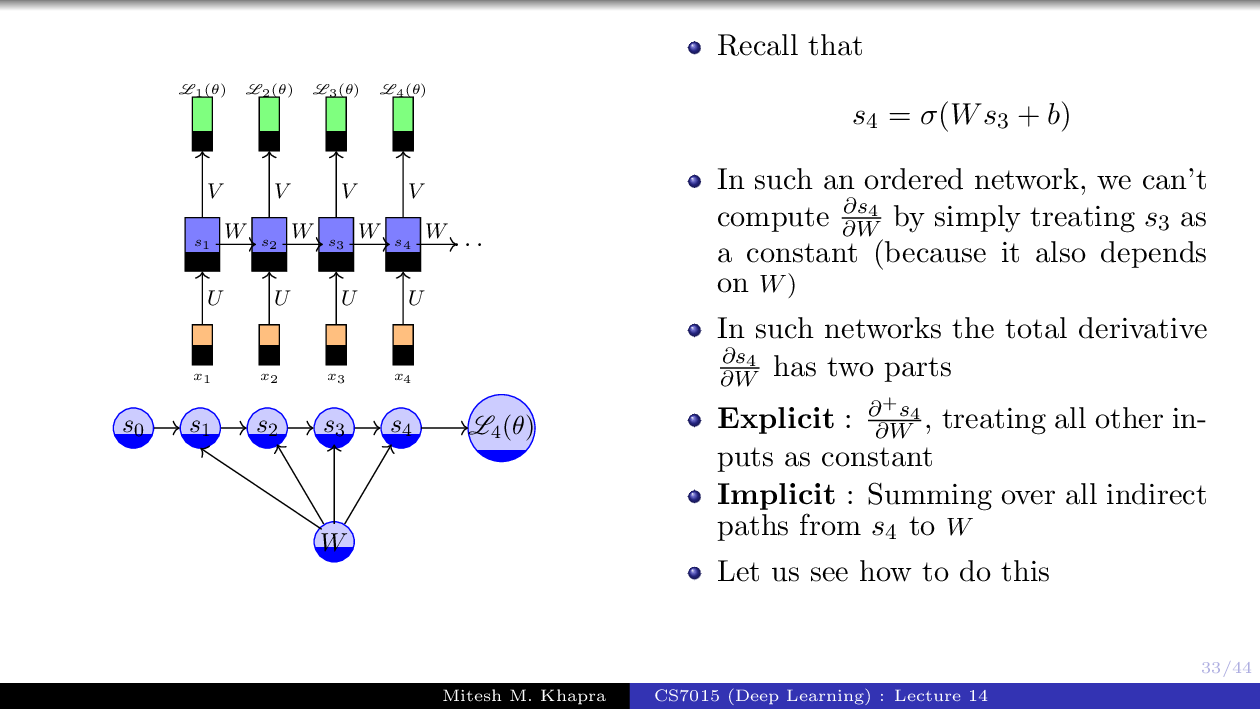 ℒ₁(θ) ℒ₂(θ) ℒ₃(θ) ℒ₄(θ)
V V V V
W W W W
s₁ s₂ s₃ s₄ . . .
U U U U
x₁ x₂ x₃ x₄
s₀ s₁ s₂ s₃ s₄ ℒ₄(θ)
W
Recall that
s₄ = σ(Ws₃ + b)
In such an ordered network, we can't
compute ∂s₄/∂W by simply treating s₃ as
a constant (because it also depends
on W)
In such networks the total derivative
∂s₄/∂W has two parts
Explicit : ∂⁺s₄/∂W, treating all other in-
puts as constant
Implicit : Summing over all indirect
paths from s₄ to W
Let us see how to do this
33/44
Mitesh M. Khapra CS7015 (Deep Learning) : Lecture 14